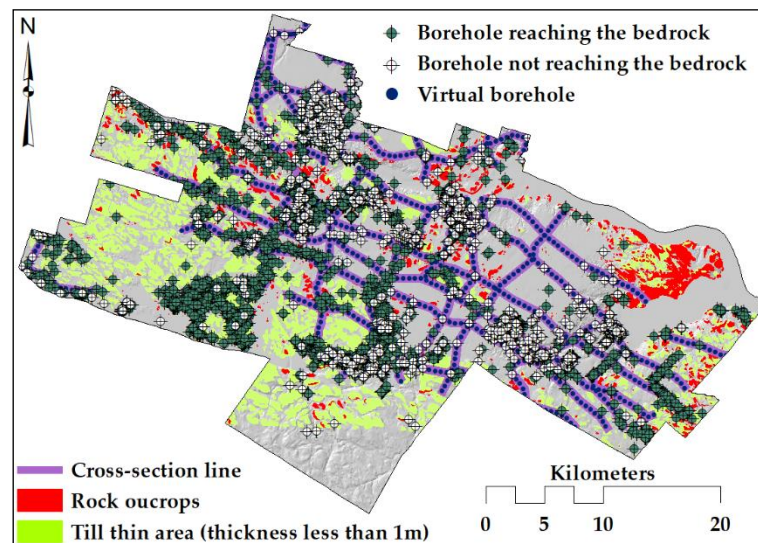 N
Borehole reaching the bedrock
Borehole not reaching the bedrock
Virtual borehole
Cross-section line
Rock oucrops
Till thin area (thickness less than 1m)
Kilometers
0 5 10 20